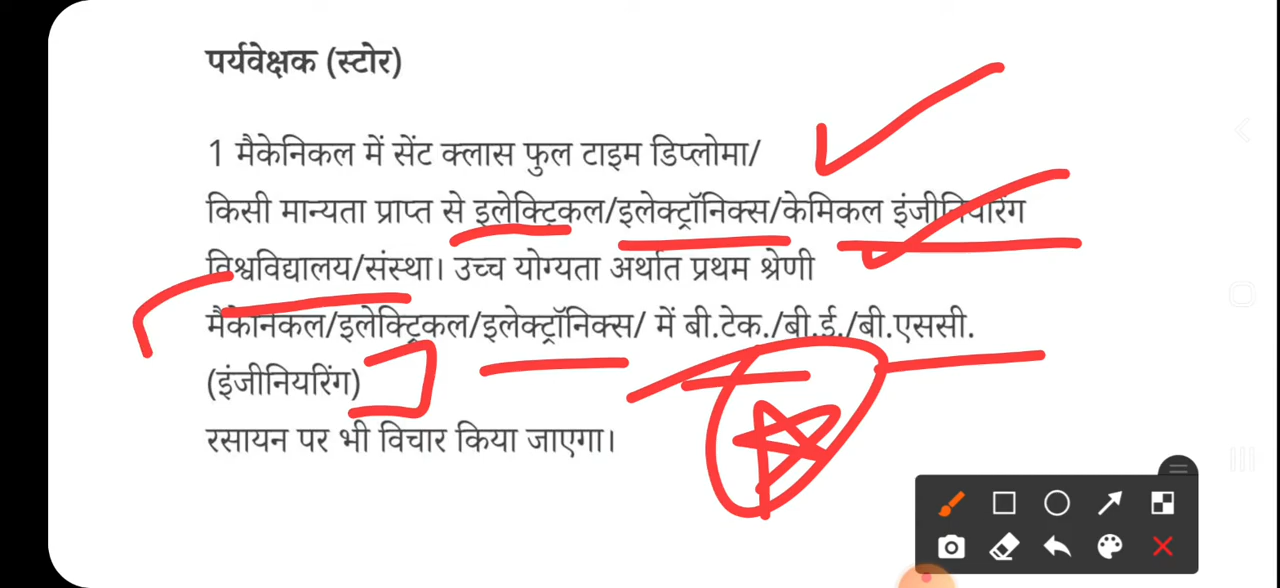 पर्यवेक्षक (स्टोर)
1 मैकेनिकल में सेंट क्लास फुल टाइम डिप्लोमा/
किसी मान्यता प्राप्त से इलेक्ट्रिकल/इलेक्ट्रॉनिक्स/केमिकल इंजीनियरिंग
विश्वविद्यालय/संस्था। उच्च योग्यता अर्थात प्रथम श्रेणी
मैकेनिकल/इलेक्ट्रिकल/इलेक्ट्रॉनिक्स/ में बी.टेक./बी.ई./बी.एससी.
(इंजीनियरिंग)
रसायन पर भी विचार किया जाएगा।